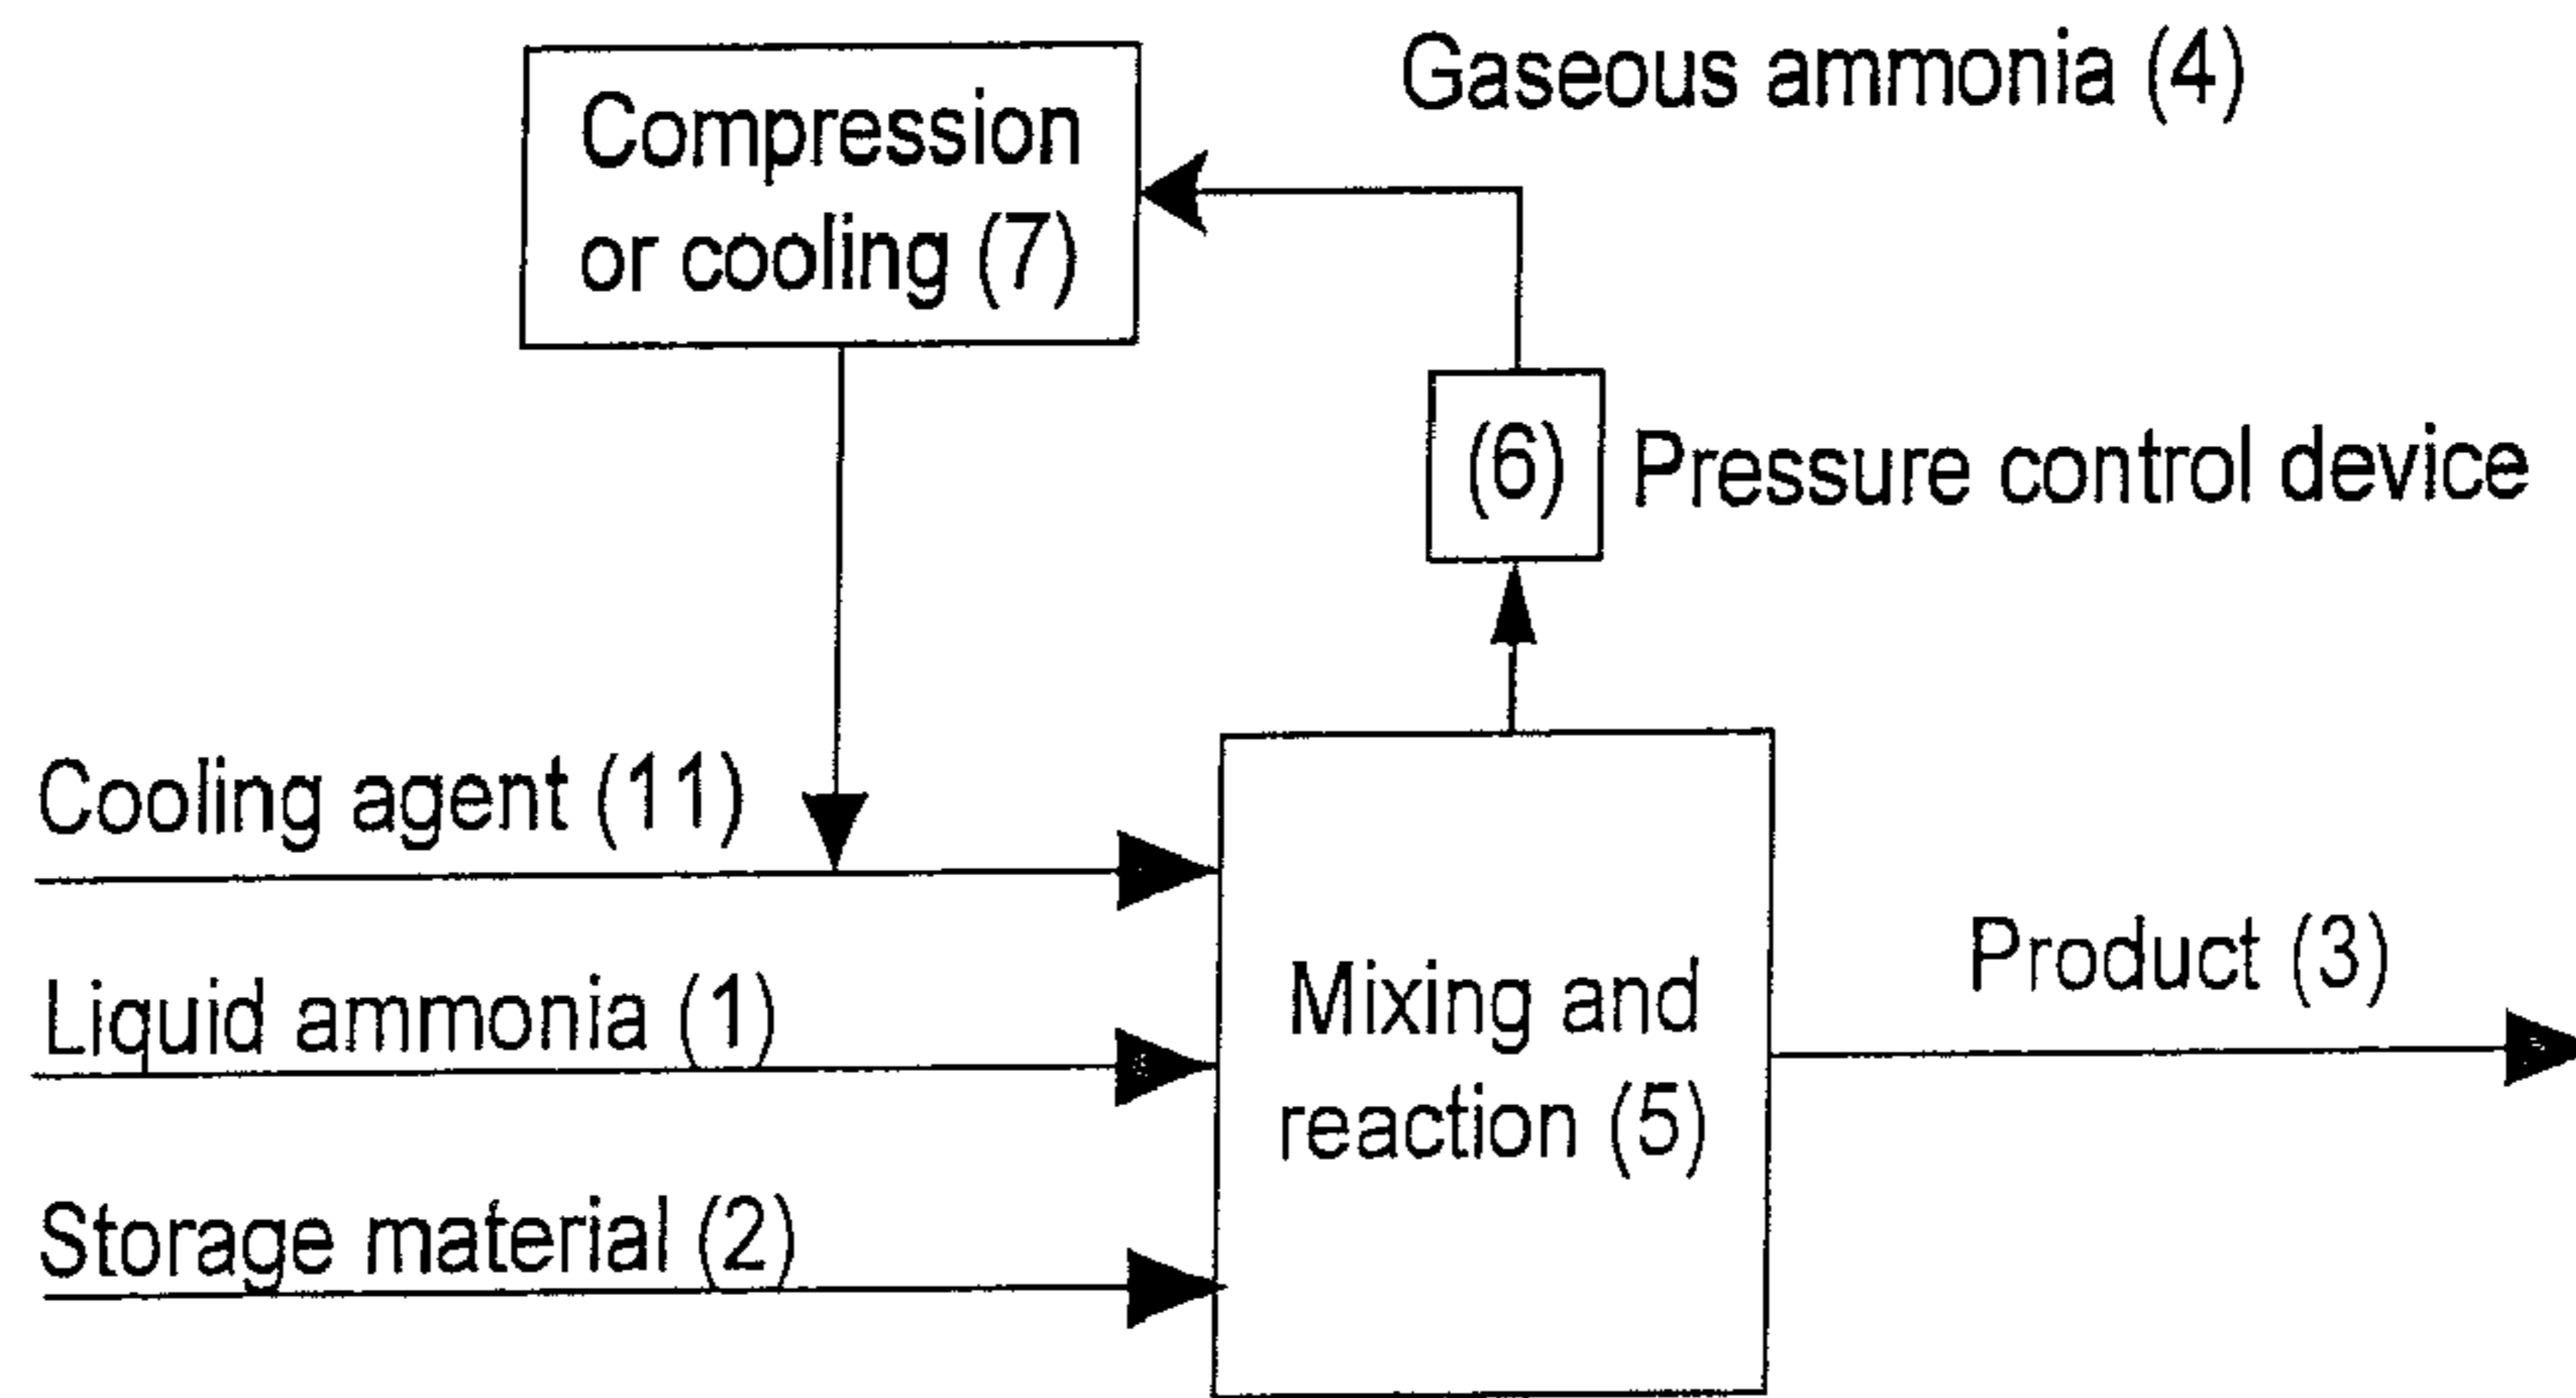 Gaseous ammonia (4)
Compression
or cooling (7)
(6)
Pressure control device
Cooling agent (11)
Liquid ammonia (1)
Storage material (2)
Mixing and
reaction (5)
Product (3)